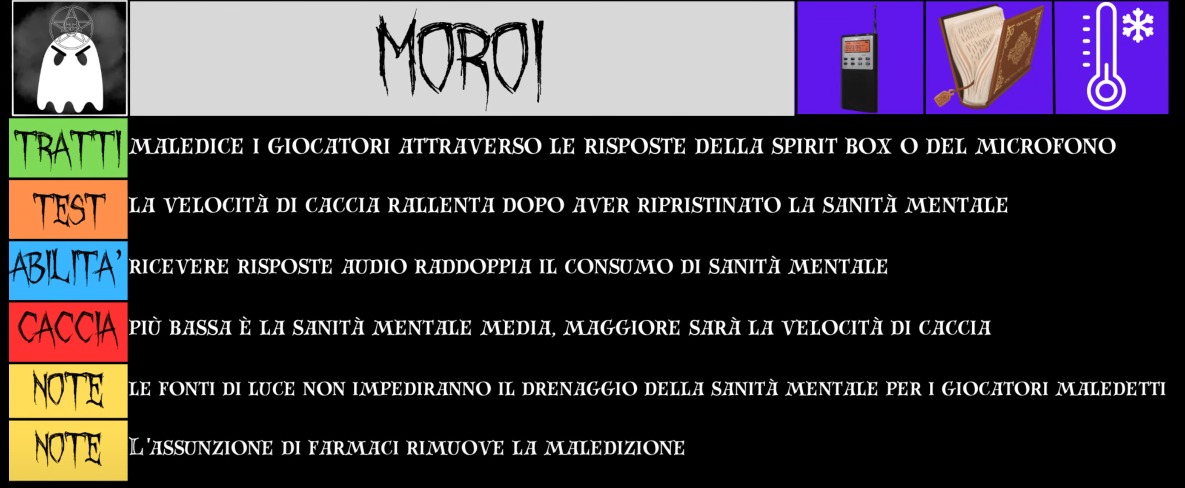 MOROI
TRATTI MALEDICE I GIOCATORI ATTRAVERSO LE RISPOSTE DELLA SPIRIT BOX O DEL MICROFONO
TEST LA VELOCITÀ DI CACCIA RALLENTA DOPO AVER RIPRISTINATO LA SANITÀ MENTALE
ABILITA' RICEVERE RISPOSTE AUDIO RADDOPPIA IL CONSUMO DI SANITÀ MENTALE
CACCIA PIÙ BASSA È LA SANITÀ MENTALE MEDIA, MAGGIORE SARÀ LA VELOCITÀ DI CACCIA
NOTE LE FONTI DI LUCE NON IMPEDIRANNO IL DRENAGGIO DELLA SANITÀ MENTALE PER I GIOCATORI MALEDETTI
NOTE L'ASSUNZIONE DI FARMACI RIMUOVE LA MALEDIZIONE